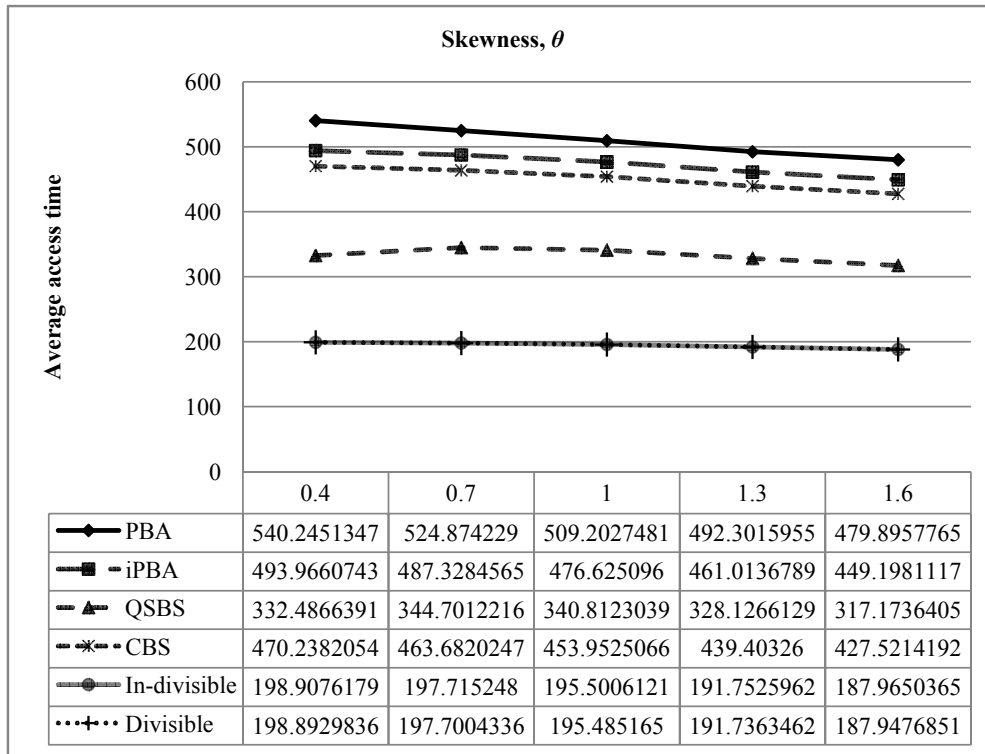 Skewness, θ
Average access time
600
500
400
300
200
100
0
0.4 0.7 1 1.3 1.6
PBA 540.2451347 524.874229 509.2027481 492.3015955 479.8957765
iPBA 493.9660743 487.3284565 476.625096 461.0136789 449.1981117
QSBS 332.4866391 344.7012216 340.8123039 328.1266129 317.1736405
CBS 470.2382054 463.6820247 453.9525066 439.40326 427.5214192
In-divisible 198.9076179 197.715248 195.5006121 191.7525962 187.9650365
Divisible 198.8929836 197.7004336 195.485165 191.7363462 187.9476851